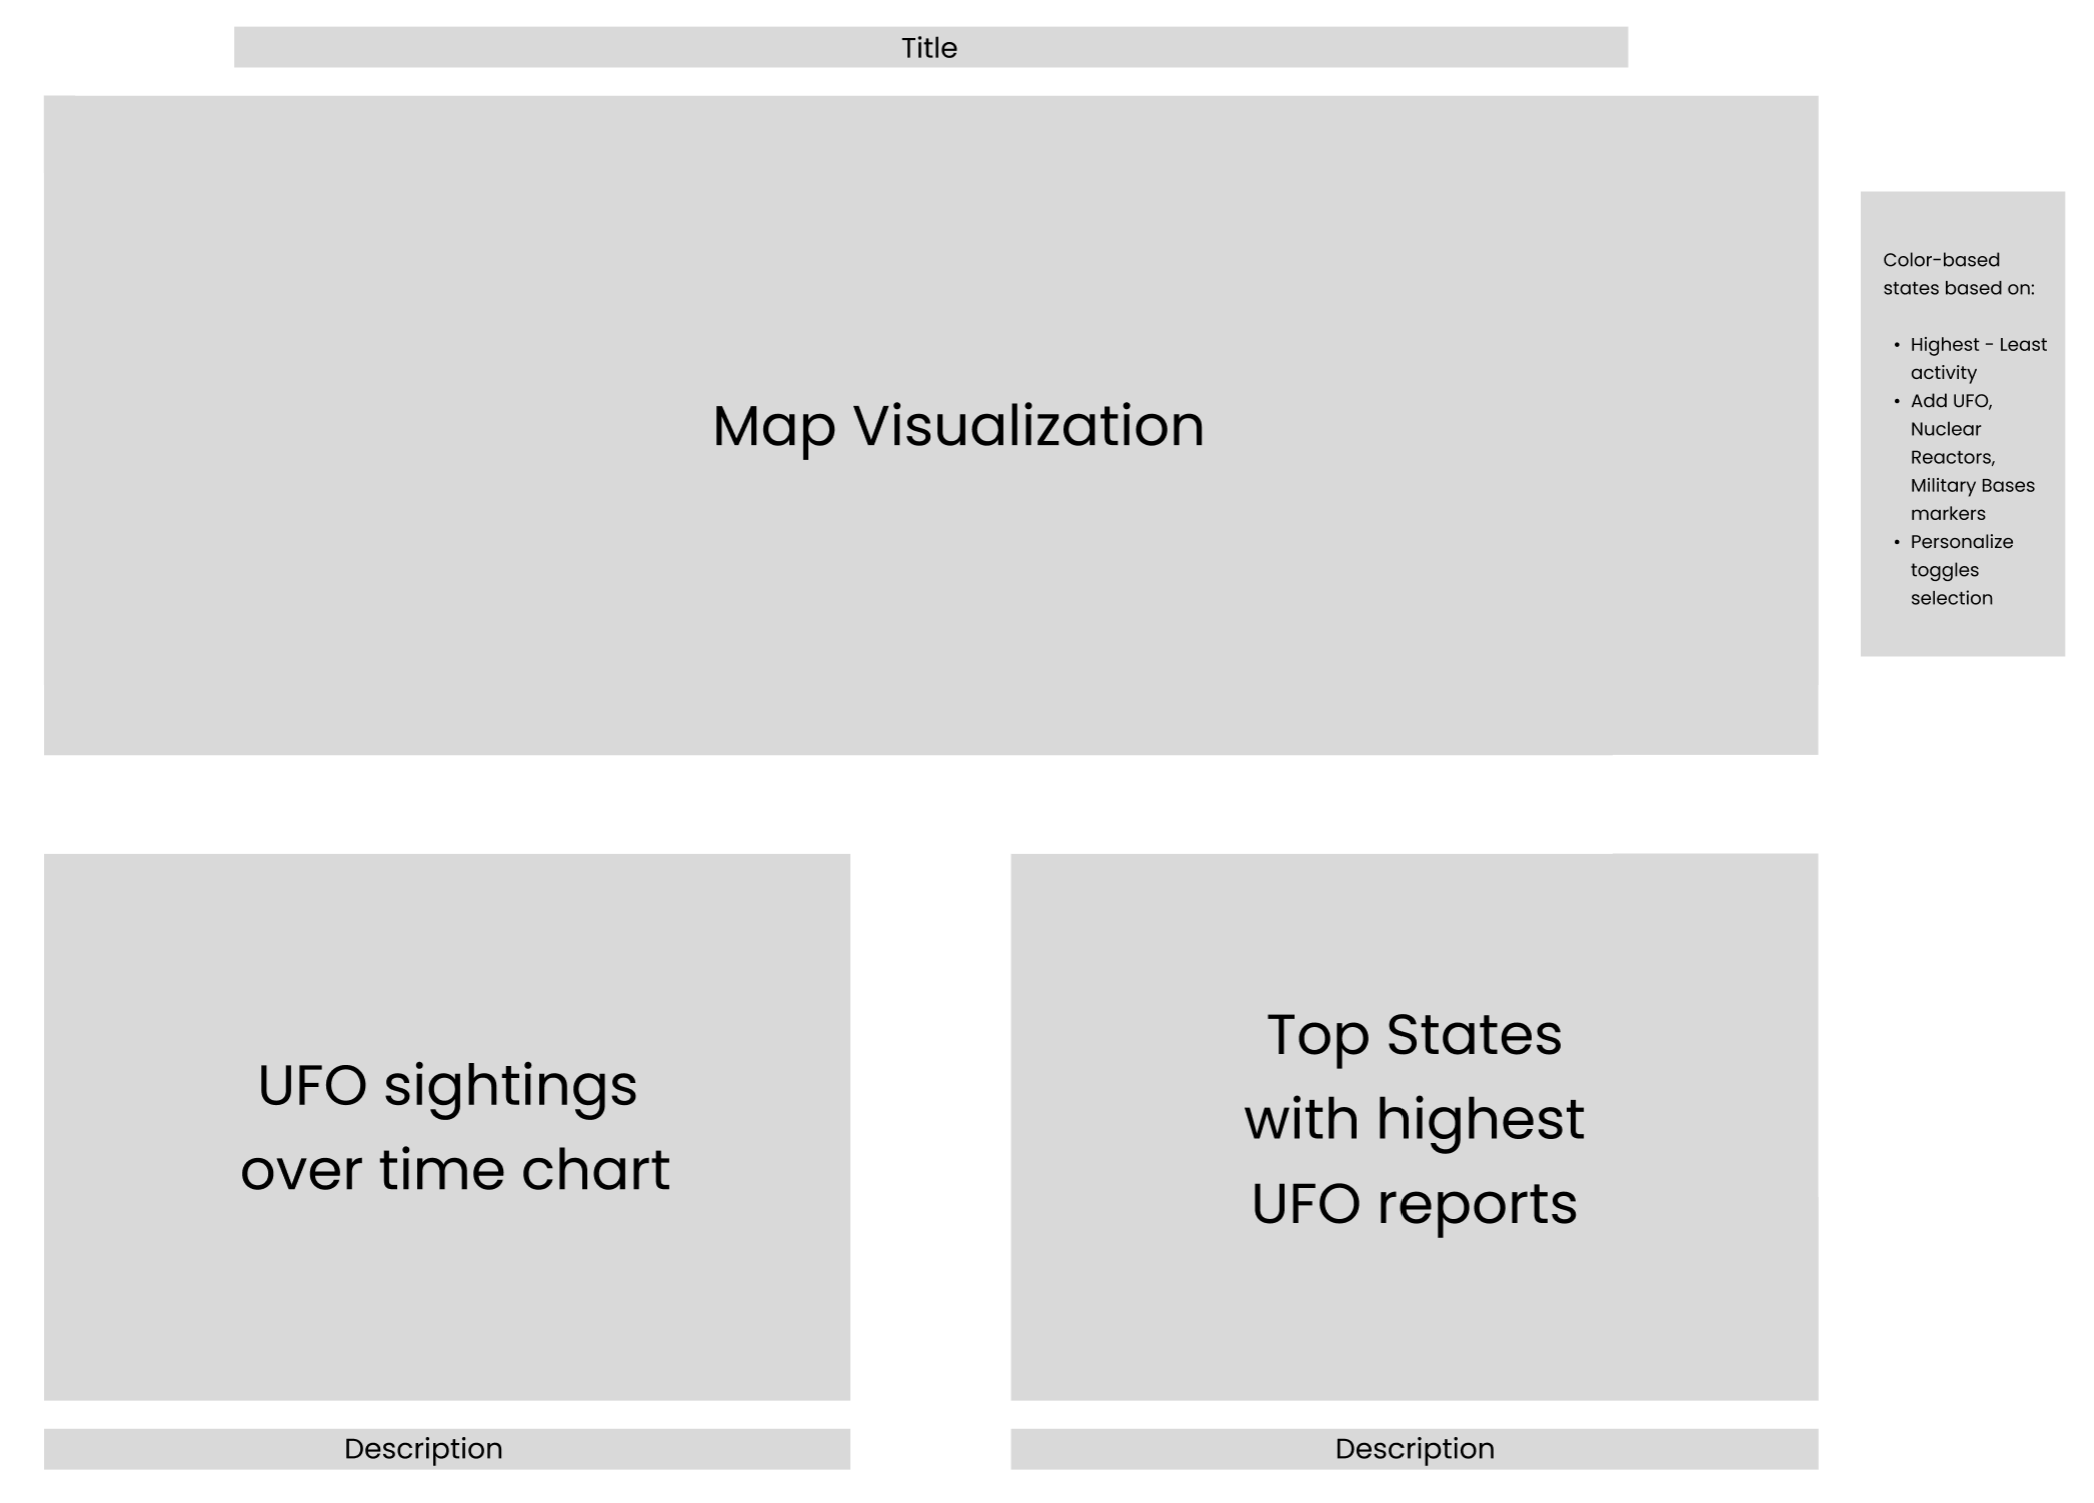 Title
Map Visualization
Color-based
states based on:
• Highest - Least
activity
• Add UFO,
Nuclear
Reactors,
Military Bases
markers
• Personalize
toggles
selection
UFO sightings
over time chart
Top States
with highest
UFO reports
Description
Description